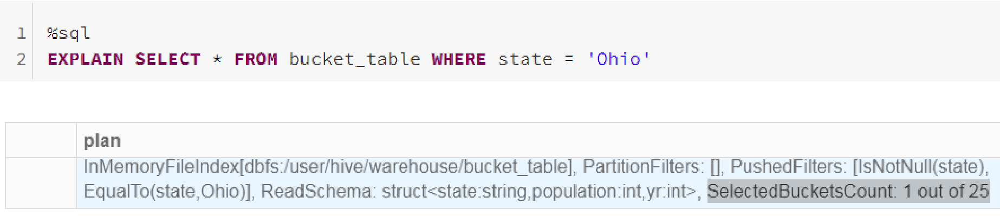 1 %sql
2 EXPLAIN SELECT * FROM bucket_table WHERE state = 'Ohio'
plan
InMemoryFileIndex[dbfs:/user/hive/warehouse/bucket_table], PartitionFilters: [], PushedFilters: [IsNotNull(state),
EqualTo(state,Ohio)], ReadSchema: struct<state:string,population:int,yr:int>, SelectedBucketsCount: 1 out of 25